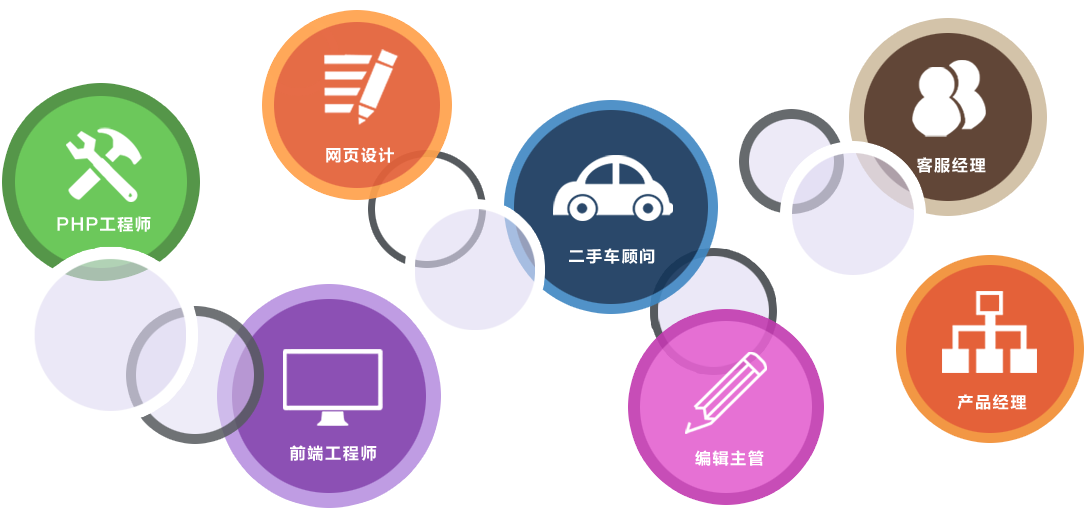 网页设计
客服经理
PHP工程师
二手车顾问
产品经理
前端工程师
编辑主管